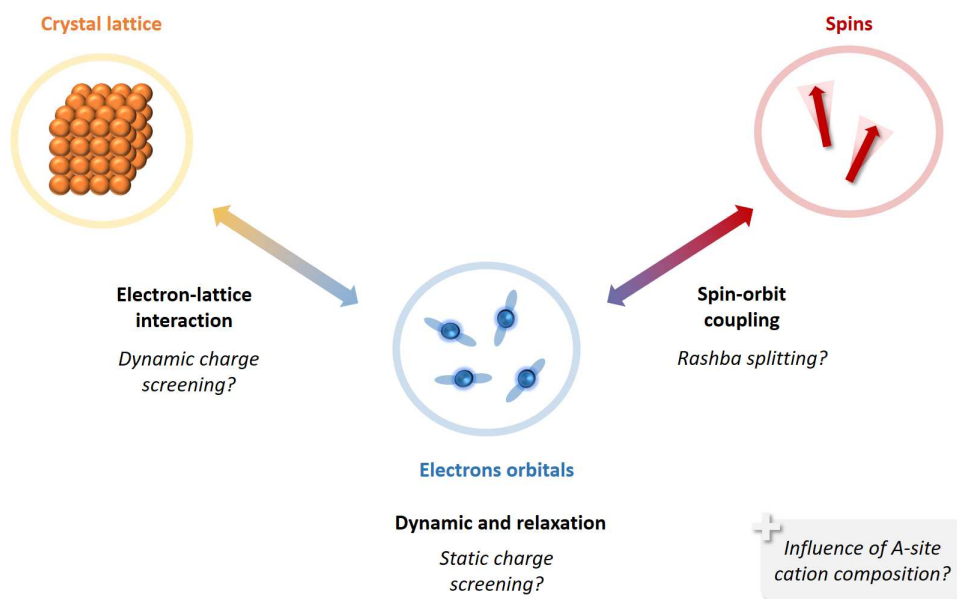 Crystal lattice
Spins
Electron-lattice
interaction
Dynamic charge
screening?
Spin-orbit
coupling
Rashba splitting?
Electrons orbitals
Dynamic and relaxation
Static charge
screening?
Influence of A-site
cation composition?